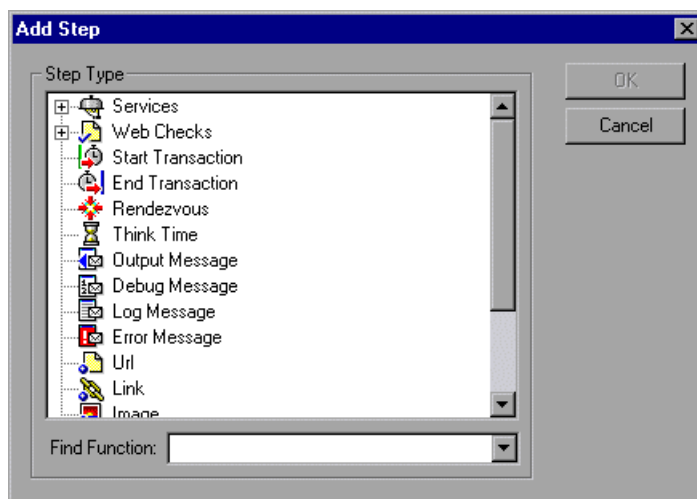 Add Step
Step Type
OK
Cancel
Services
Web Checks
Start Transaction
End Transaction
Rendezvous
Think Time
Output Message
Debug Message
Log Message
Error Message
Url
Link
Image
Find Function: